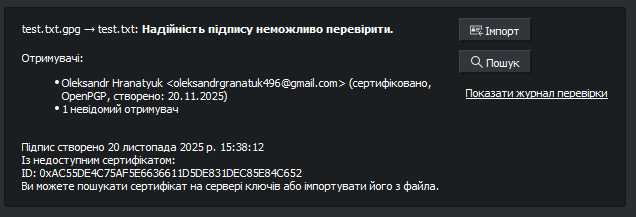 test.txt.gpg → test.txt: Надійність підпису неможливо перевірити.
Імпорт
Пошук
Показати журнал перевірки
Отримувачі:
• Oleksandr Hranatyuk <oleksandrgranatuk496@gmail.com> (сертифіковано,
OpenPGP, створено: 20.11.2025)
• 1 невідомий отримувач
Підпис створено 20 листопада 2025 р. 15:38:12
Із недоступним сертифікатом:
ID: 0xAC55DE4C75AF5E6636611D5DE831DEC85E84C652
Ви можете пошукати сертифікат на сервері ключів або імпортувати його з файла.